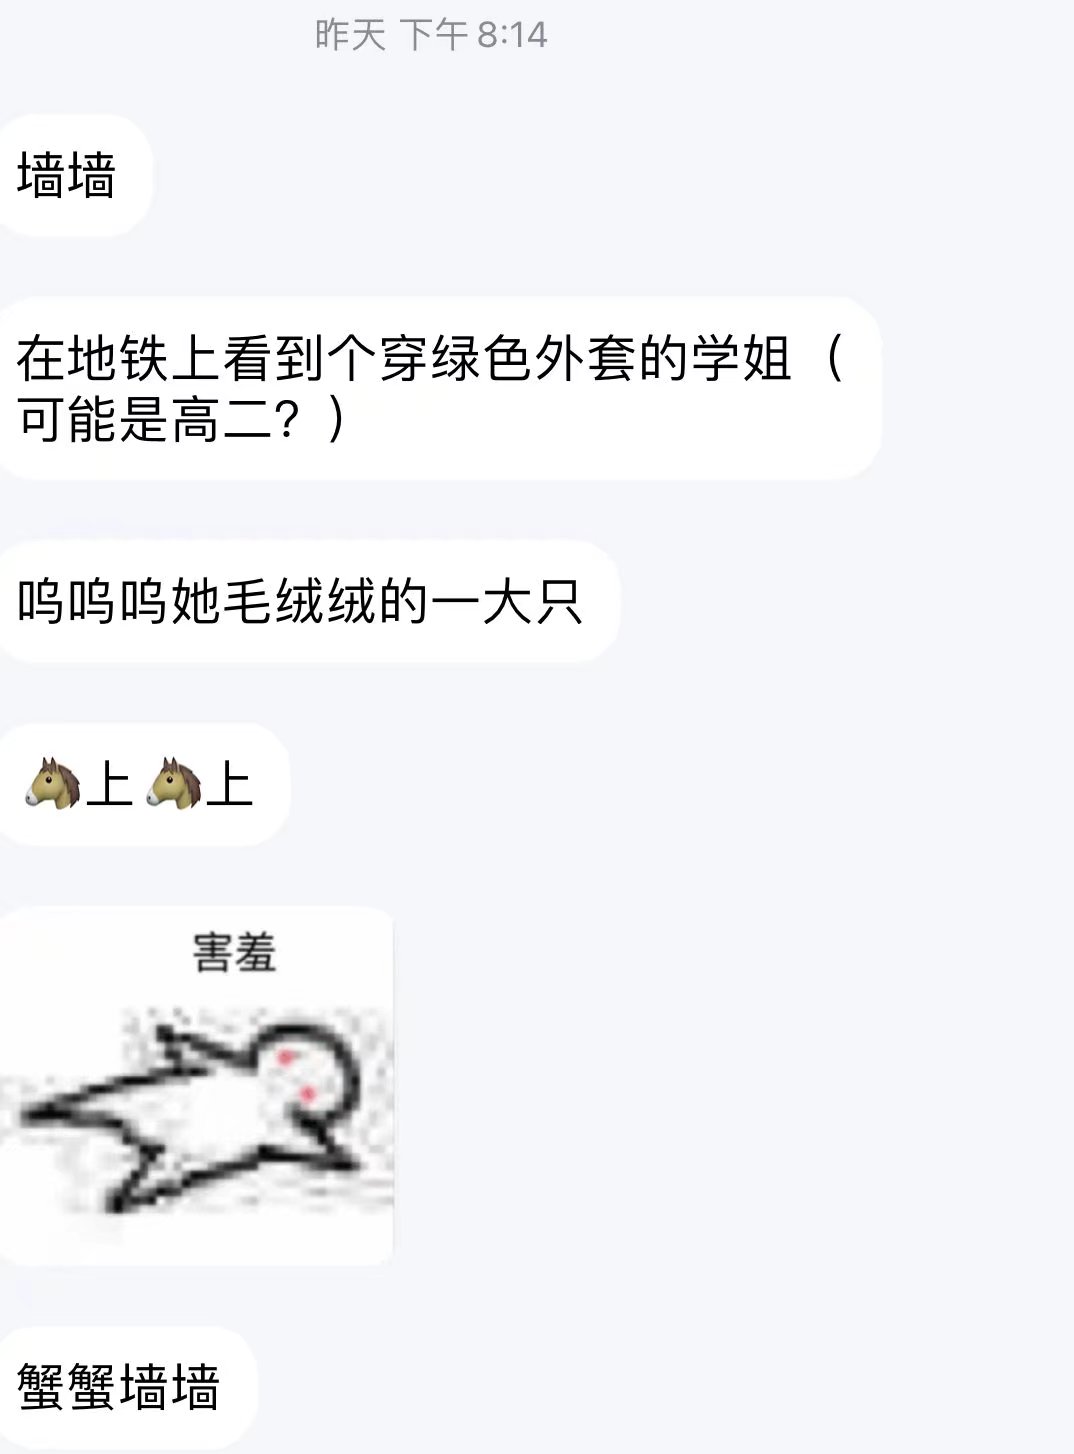 昨天 下午 8:14
墙墙
在地铁上看到个穿绿色外套的学姐（
可能是高二？）
呜呜呜她毛绒绒的一大只
🐴上🐴上
害羞
蟹蟹墙墙